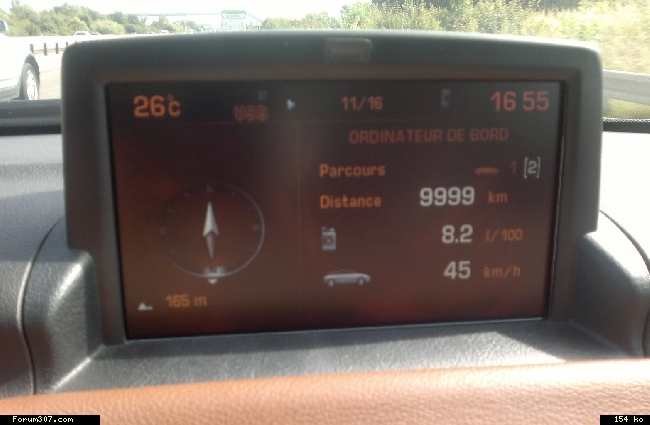 26°C USB 11/16 16 55
ORDINATEUR DE BORD
Parcours 1 [2]
Distance 9999 km
8.2 l/100
45 km/h
165 m
Forum307.com 154 ko